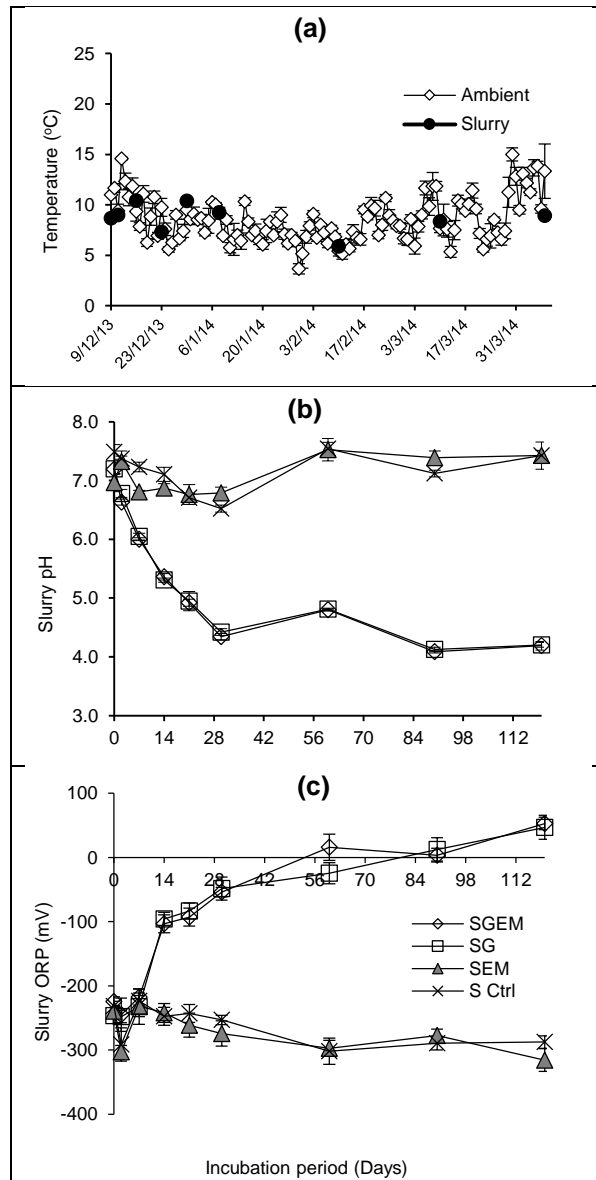 (a)
25
20
15
10
5
0
Temperature (ºC)
Ambient
Slurry
9/12/13
23/12/13
6/1/14
20/1/14
3/2/14
17/2/14
3/3/14
17/3/14
31/3/14
(b)
8.0
7.0
6.0
5.0
4.0
3.0
Slurry pH
0 14 28 42 56 70 84 98 112
(c)
100
0
-100
-200
-300
-400
Slurry ORP (mV)
0 14 28 42 56 70 84 98 112
SGEM
SG
SEM
S Ctrl
Incubation period (Days)